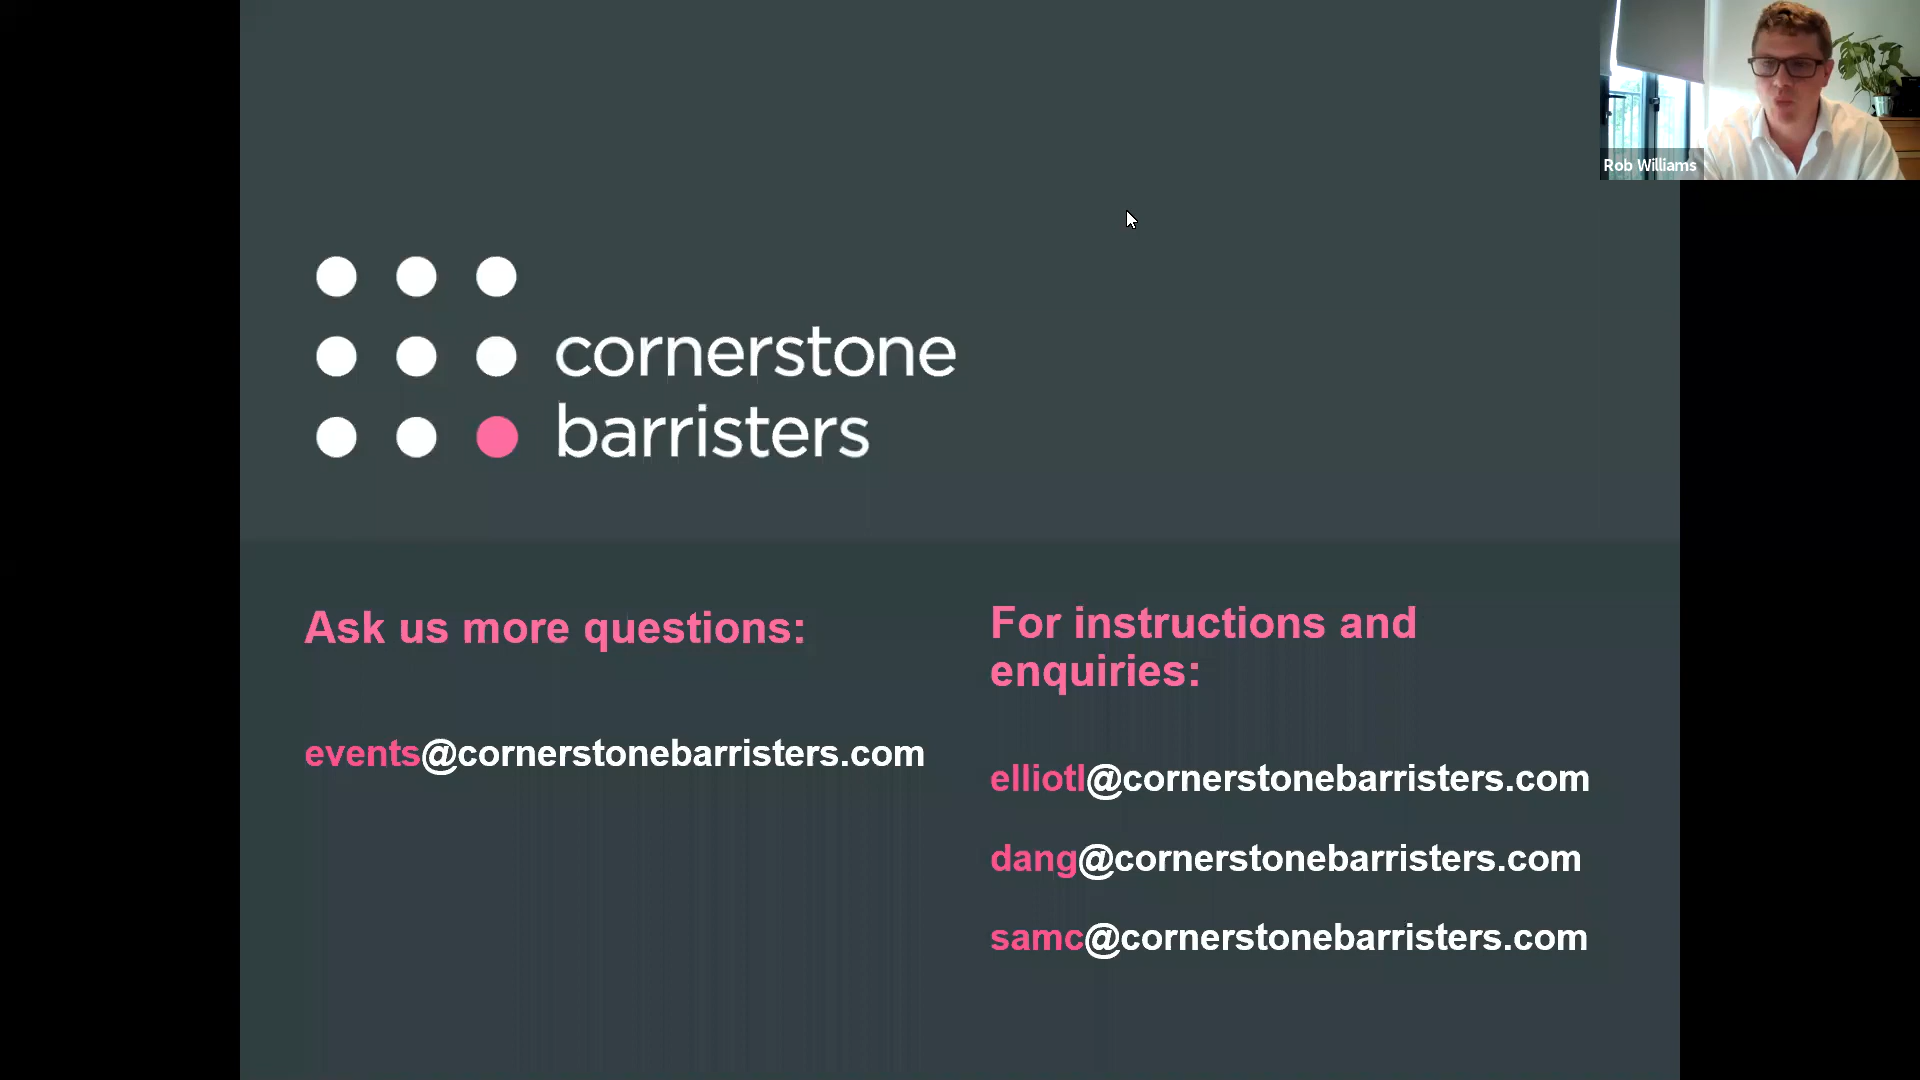 Rob Williams
cornerstone
barristers
Ask us more questions:
events@cornerstonebarristers.com
For instructions and
enquiries:
elliotl@cornerstonebarristers.com
dang@cornerstonebarristers.com
samc@cornerstonebarristers.com